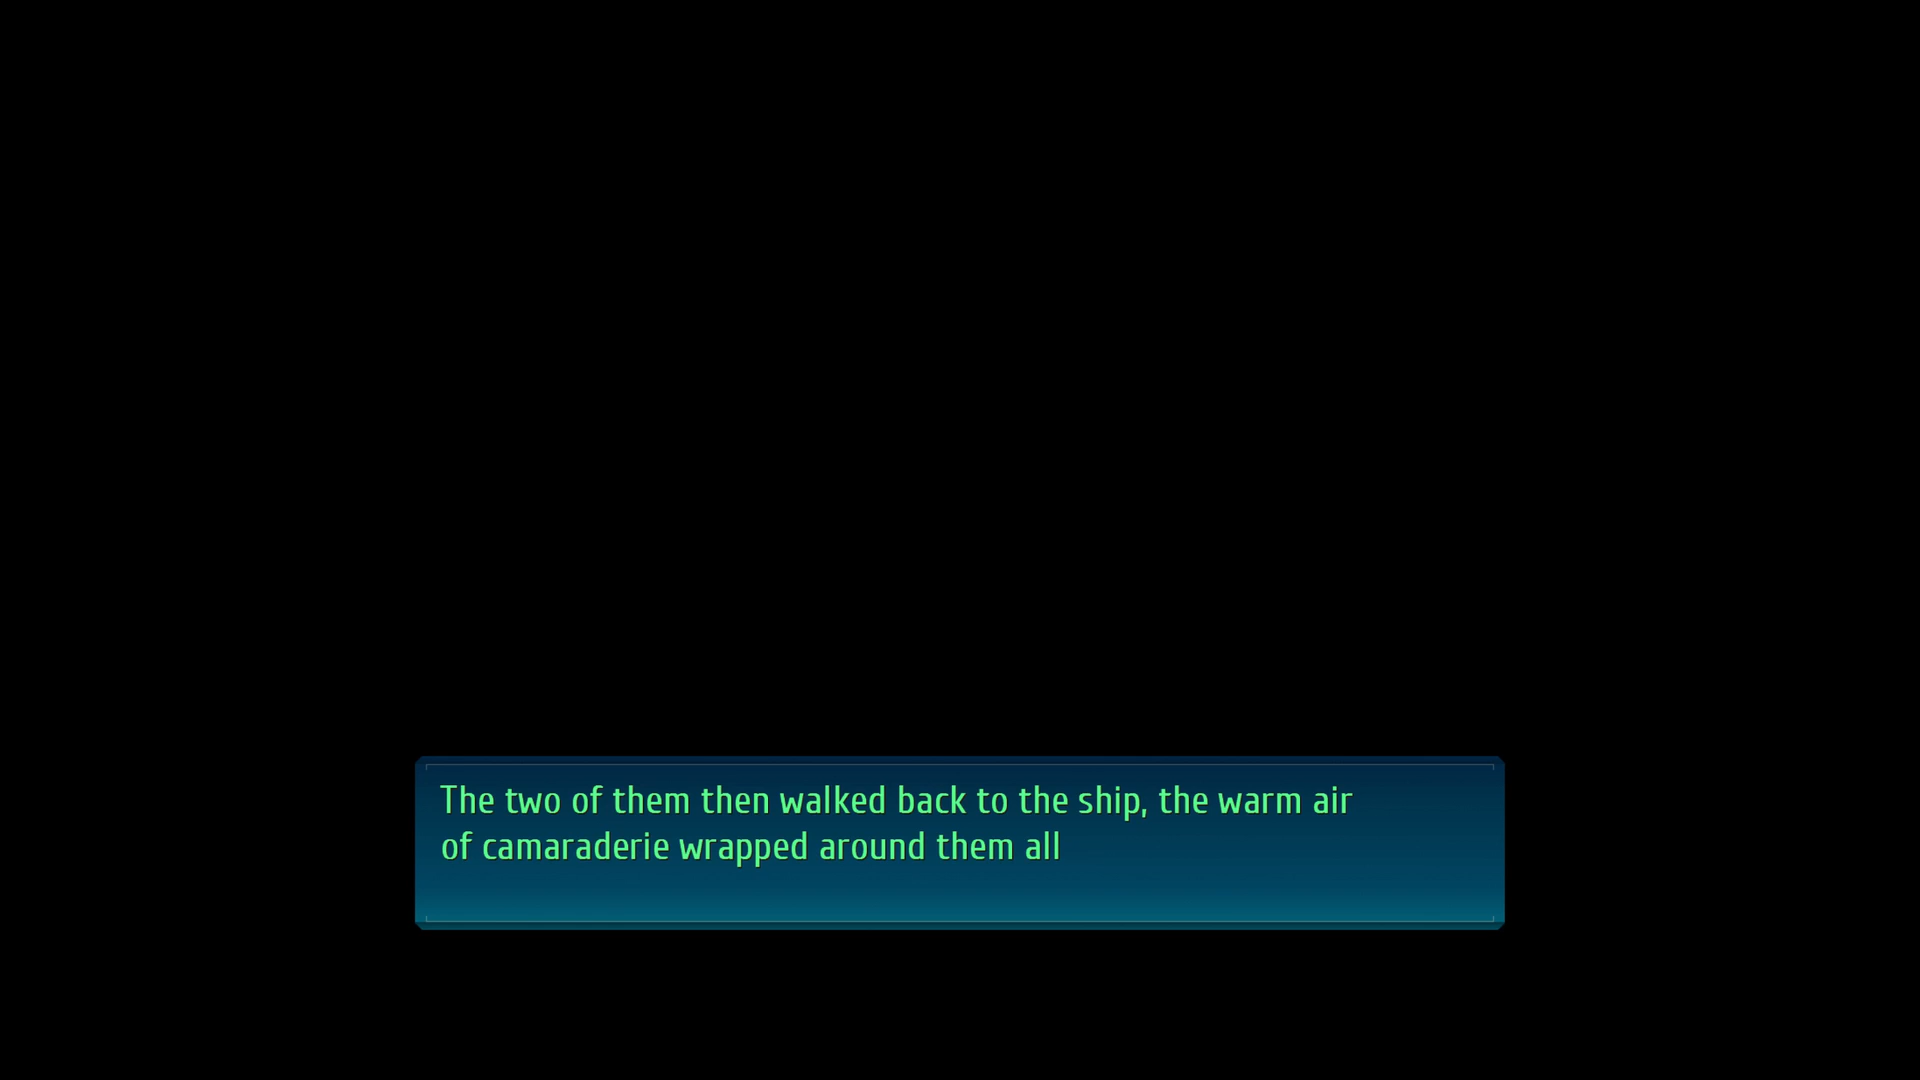 The two of them then walked back to the ship, the warm air
of camaraderie wrapped around them all